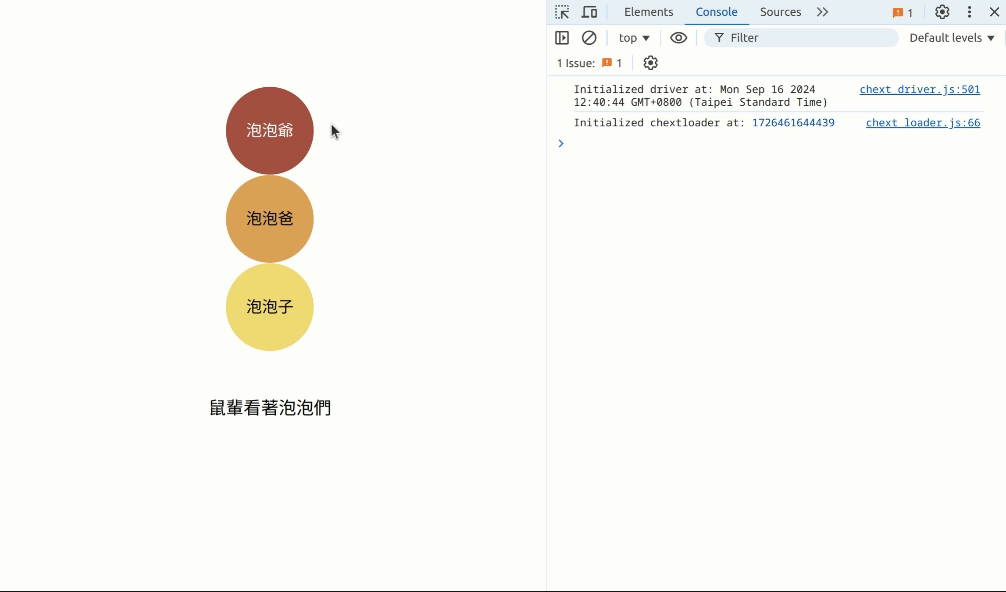 Elements Console Sources 1
top Filter Default levels
1 Issue: 1
Initialized driver at: Mon Sep 16 2024 chext_driver.js:501
12:40:44 GMT+0800 (Taipei Standard Time)
Initialized chextloader at: 1726461644439 chext_loader.js:66
泡泡爺
泡泡爸
泡泡子
鼠輩看著泡泡們